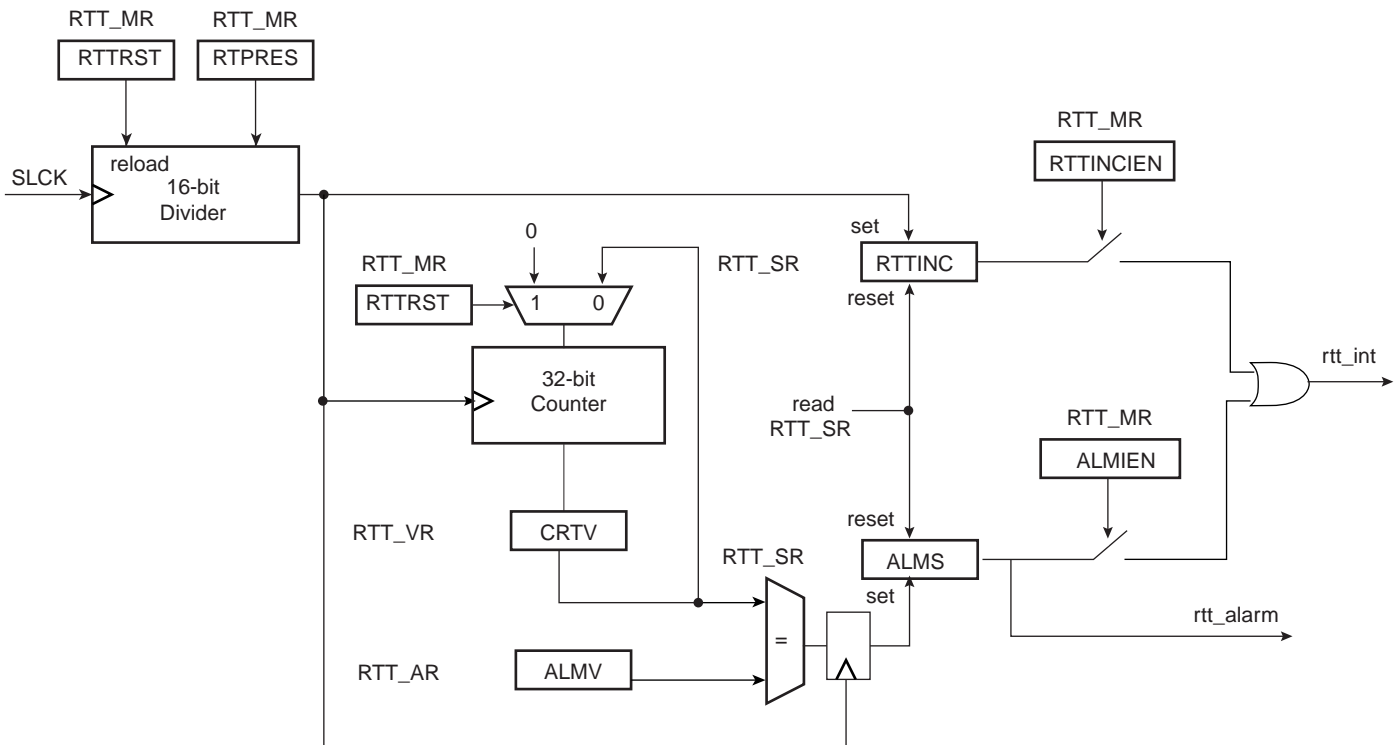 RTT_MR
RTT_MR
RTTRST
RTPRES
reload
SLCK
16-bit
Divider
RTT_MR
RTTINCIEN
0
set
RTT_MR
RTT_SR
RTTINC
RTTRST
1
0
reset
32-bit
Counter
rtt_int
read
RTT_SR
RTT_MR
ALMIEN
RTT_VR
CRTV
reset
RTT_SR
ALMS
set
rtt_alarm
=
RTT_AR
ALMV